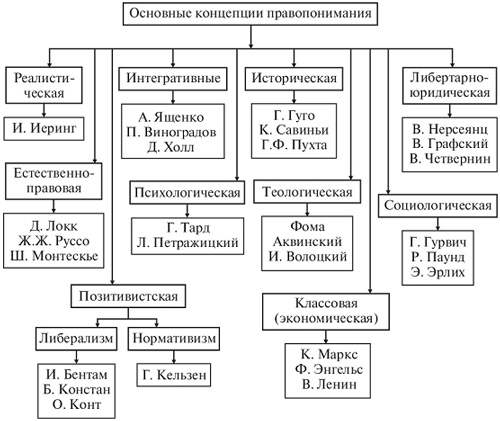 Основные концепции правопонимания
Реалисти-
ческая
И. Иеринг
Интегративные
А. Ященко
П. Виноградов
Д. Холл
Историческая
Г. Гуго
К. Савиньи
Г.Ф. Пухта
Либертарно-
юридическая
В. Нерсеянц
В. Графский
В. Четвернин
Естественно-
правовая
Д. Локк
Ж.Ж. Руссо
Ш. Монтескье
Психологическая
Г. Тард
Л. Петражицкий
Теологическая
Фома
Аквинский
И. Волоцкий
Социологическая
Г. Гурвич
Р. Паунд
Э. Эрлих
Позитивистская
Либерализм
И. Бентам
Б. Констан
О. Конт
Нормативизм
Г. Кельзен
Классовая
(экономическая)
К. Маркс
Ф. Энгельс
В. Ленин